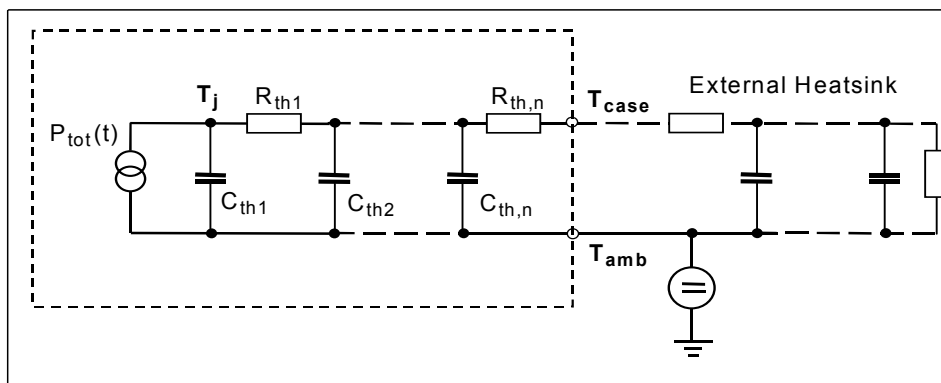 External Heatsink
Tj
Rth1
Rth,n
Tcase
Ptot(t)
Cth1
Cth2
Cth,n
Tamb